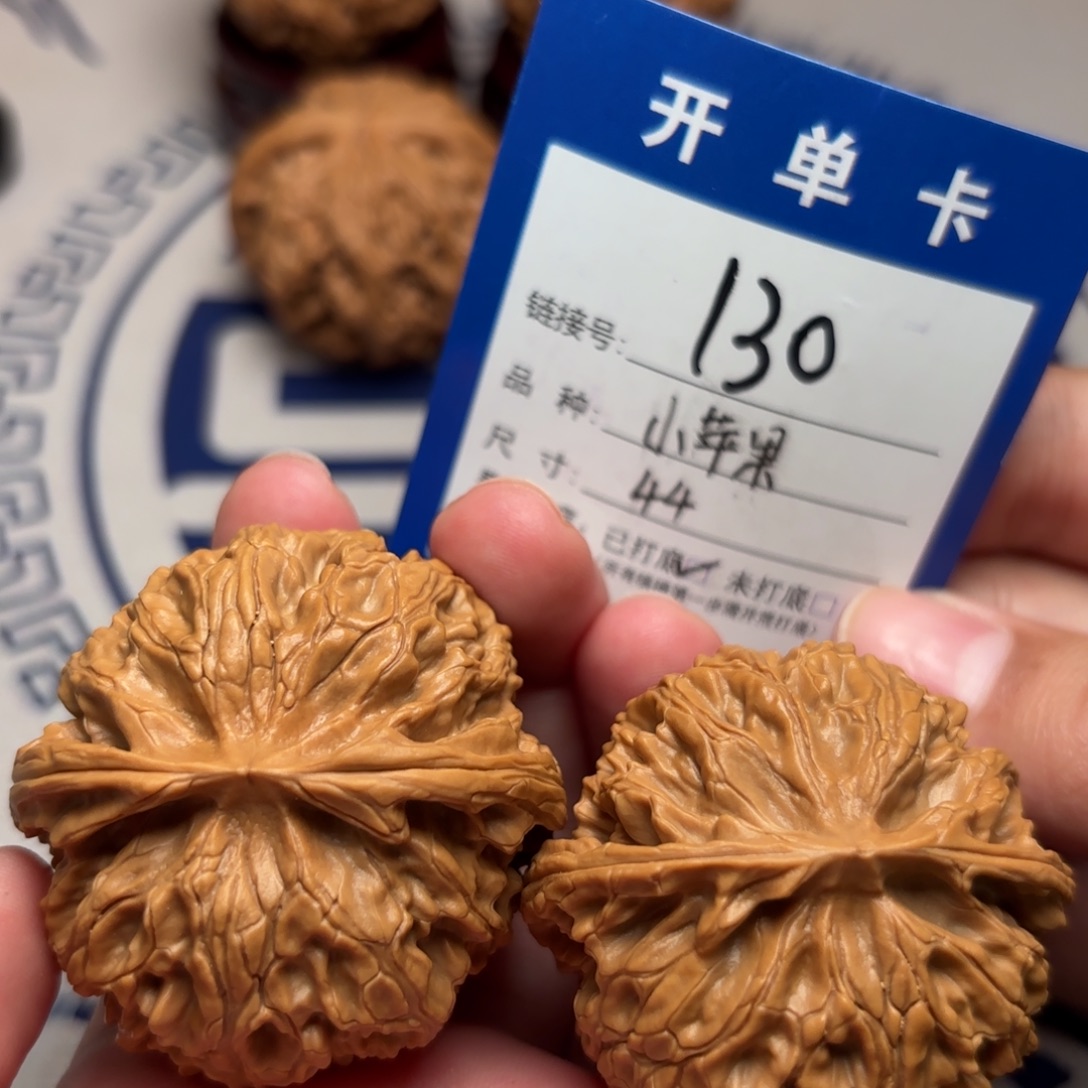 开单卡
链接号: 130
品 种: 小苹果
尺 寸: 44
已打底✓ 未打底□